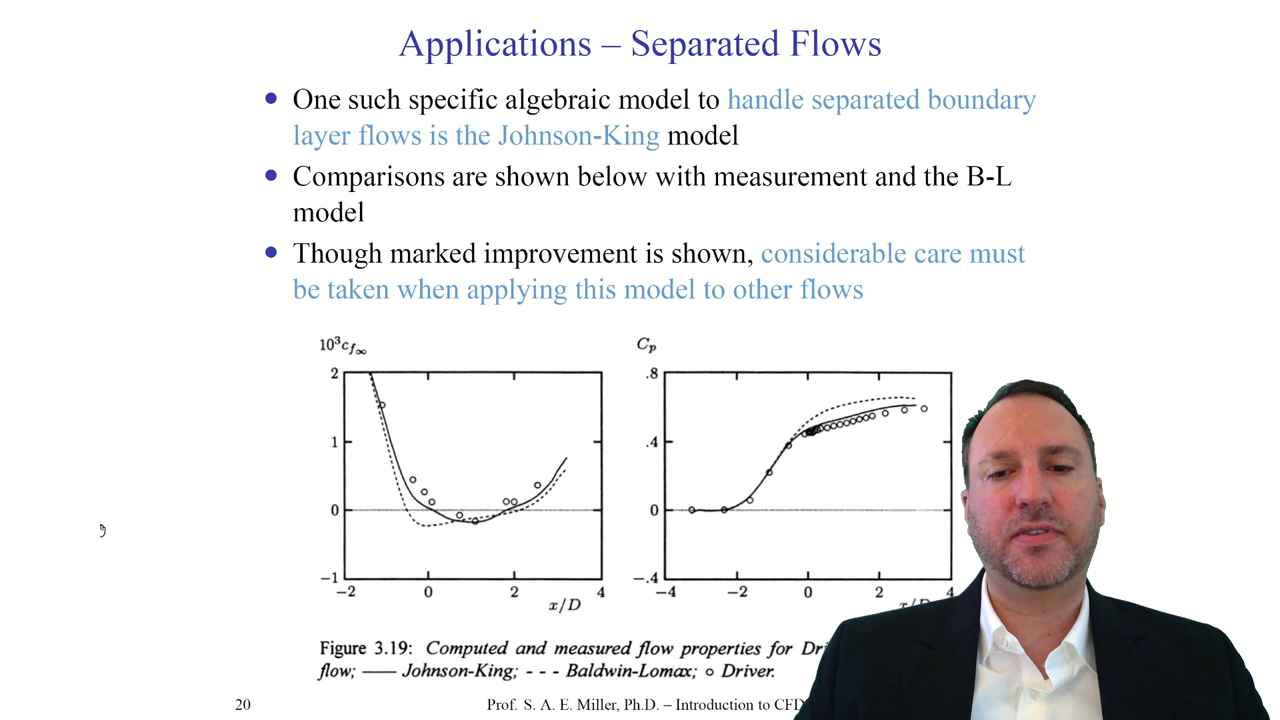 Applications – Separated Flows
One such specific algebraic model to handle separated boundary
layer flows is the Johnson-King model
Comparisons are shown below with measurement and the B-L
model
Though marked improvement is shown, considerable care must
be taken when applying this model to other flows
10³c_f∞
C_p
2
1
0
−1
−2
0
2
4
x/D
.8
.4
0
−.4
−4
−2
0
2
x/D
Figure 3.19: Computed and measured flow properties for
flow; —— Johnson-King; - - - Baldwin-Lomax; o Driver.
20
Prof. S. A. E. Miller, Ph.D. – Introduction to CFD